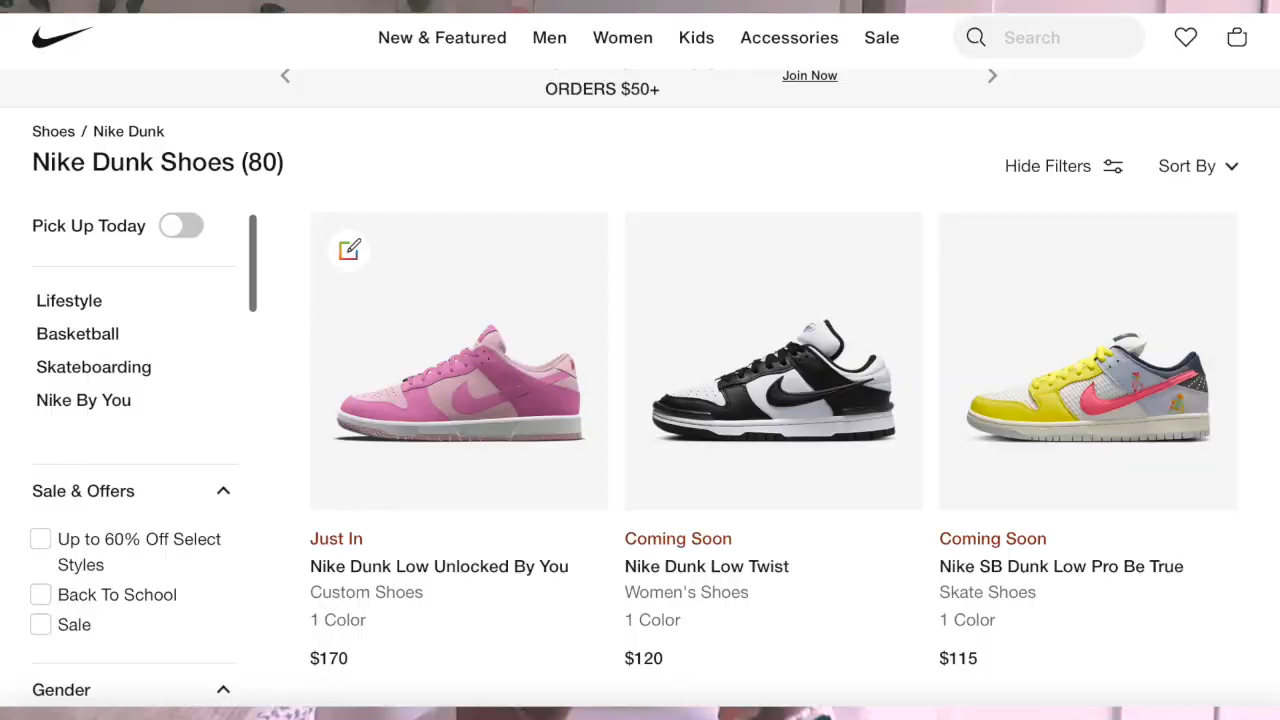 New & Featured
Men
Women
Kids
Accessories
Sale
Search
ORDERS $50+
Join Now
Shoes / Nike Dunk
Nike Dunk Shoes (80)
Hide Filters
Sort By
Pick Up Today
Lifestyle
Basketball
Skateboarding
Nike By You
Sale & Offers
Up to 60% Off Select
Styles
Back To School
Sale
Gender
Just In
Nike Dunk Low Unlocked By You
Custom Shoes
1 Color
$170
Coming Soon
Nike Dunk Low Twist
Women's Shoes
1 Color
$120
Coming Soon
Nike SB Dunk Low Pro Be True
Skate Shoes
1 Color
$115